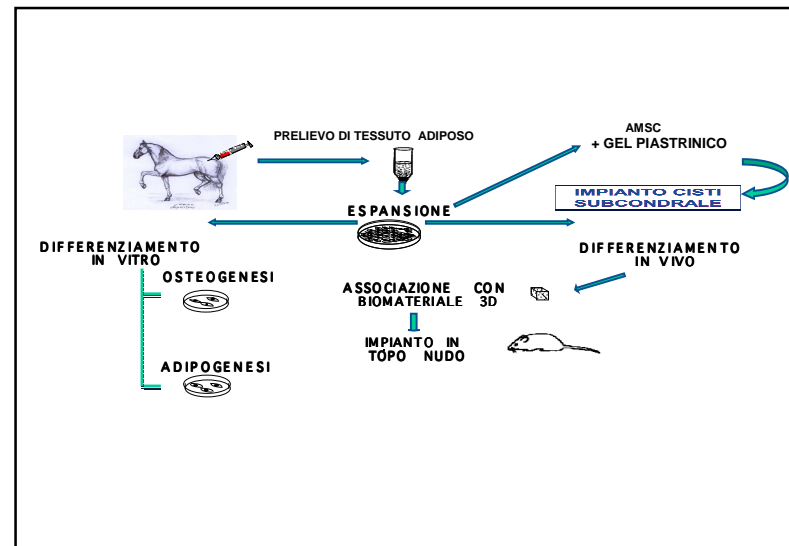 PRELIEVO DI TESSUTO ADIPOSO
AMSC
+ GEL PIASTRINICO
IMPIANTO CISTI
SUBCONDRALE
ESPANSIONE
DIFFERENZIAMENTO
IN VITRO
DIFFERENZIAMENTO
IN VIVO
OSTEOGENESI
ASSOCIAZIONE CON
BIOMATERIALE 3D
IMPIANTO IN
TOPO NUDO
ADIPOGENESI